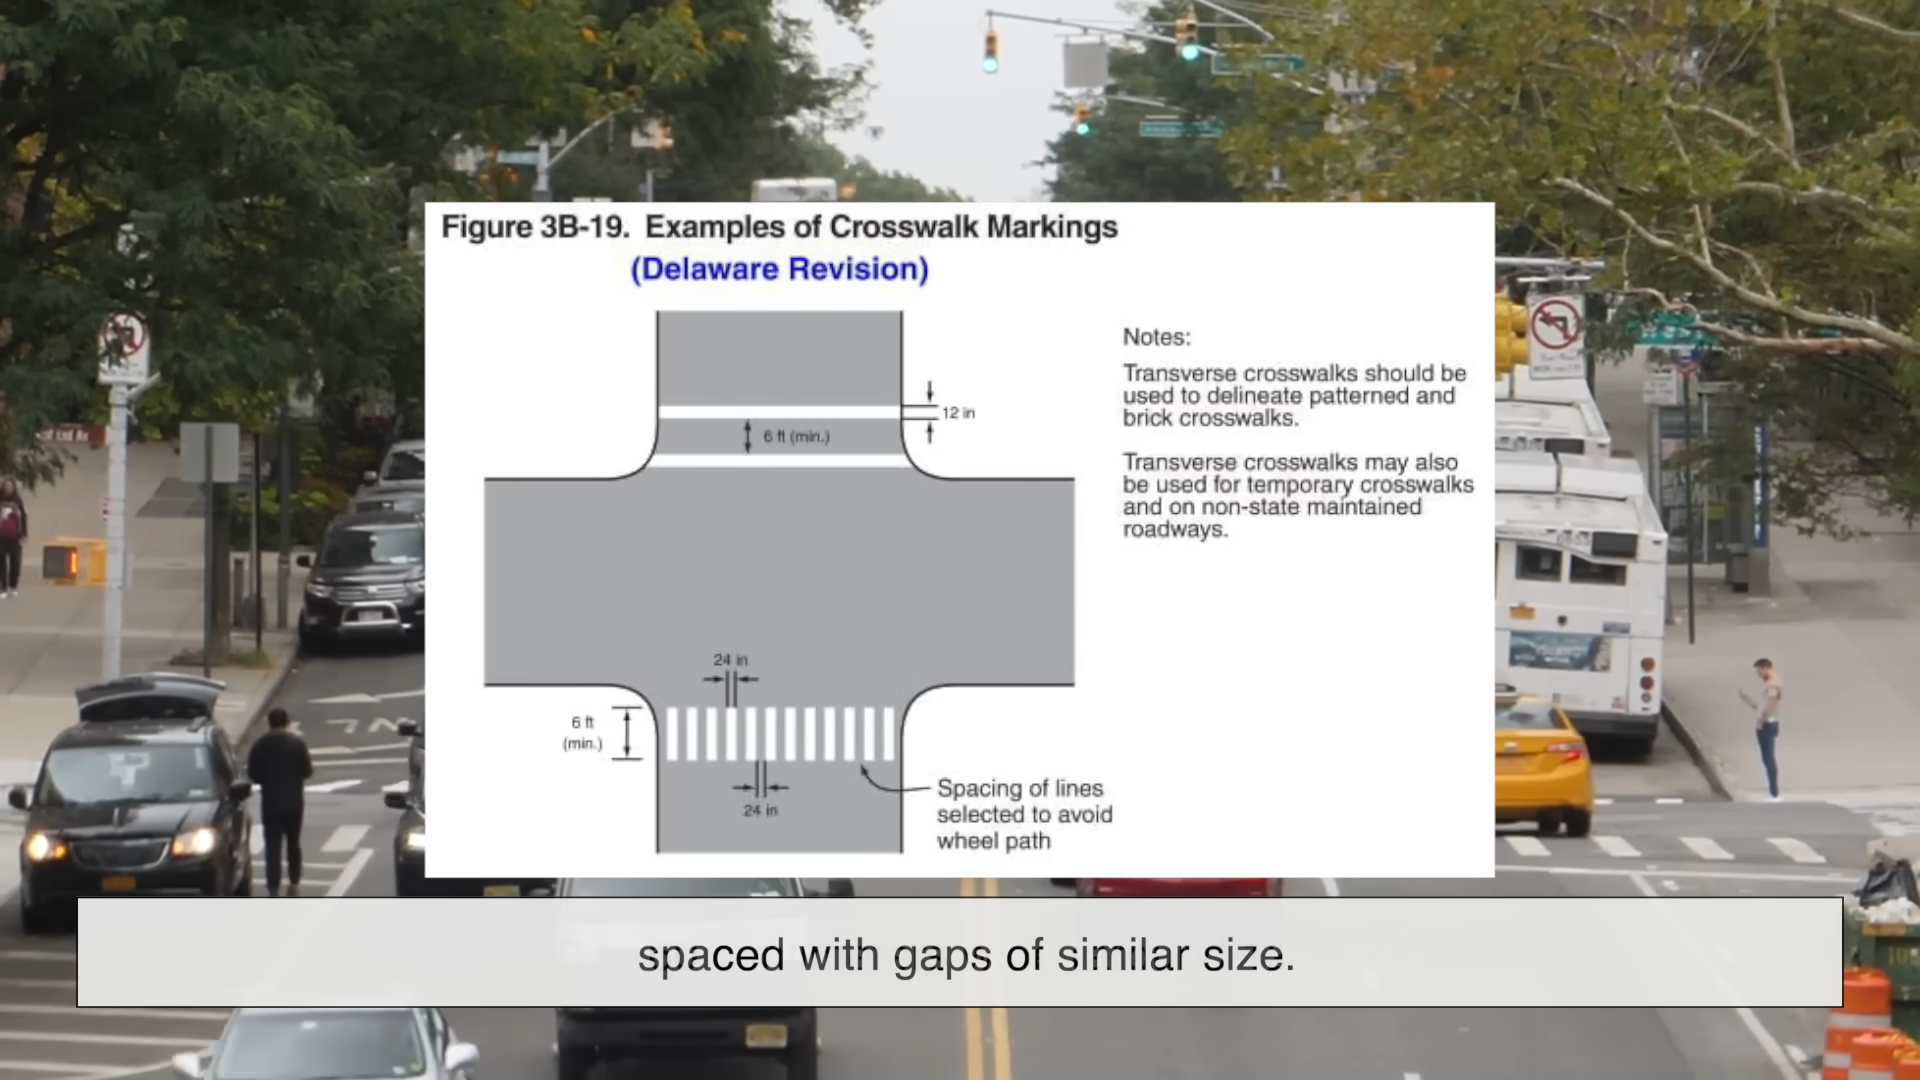 Figure 3B-19. Examples of Crosswalk Markings
(Delaware Revision)
12 in
6 ft (min.)
Notes:
Transverse crosswalks should be
used to delineate patterned and
brick crosswalks.
Transverse crosswalks may also
be used for temporary crosswalks
and on non-state maintained
roadways.
24 in
6 ft
(min.)
24 in
Spacing of lines
selected to avoid
wheel path
spaced with gaps of similar size.